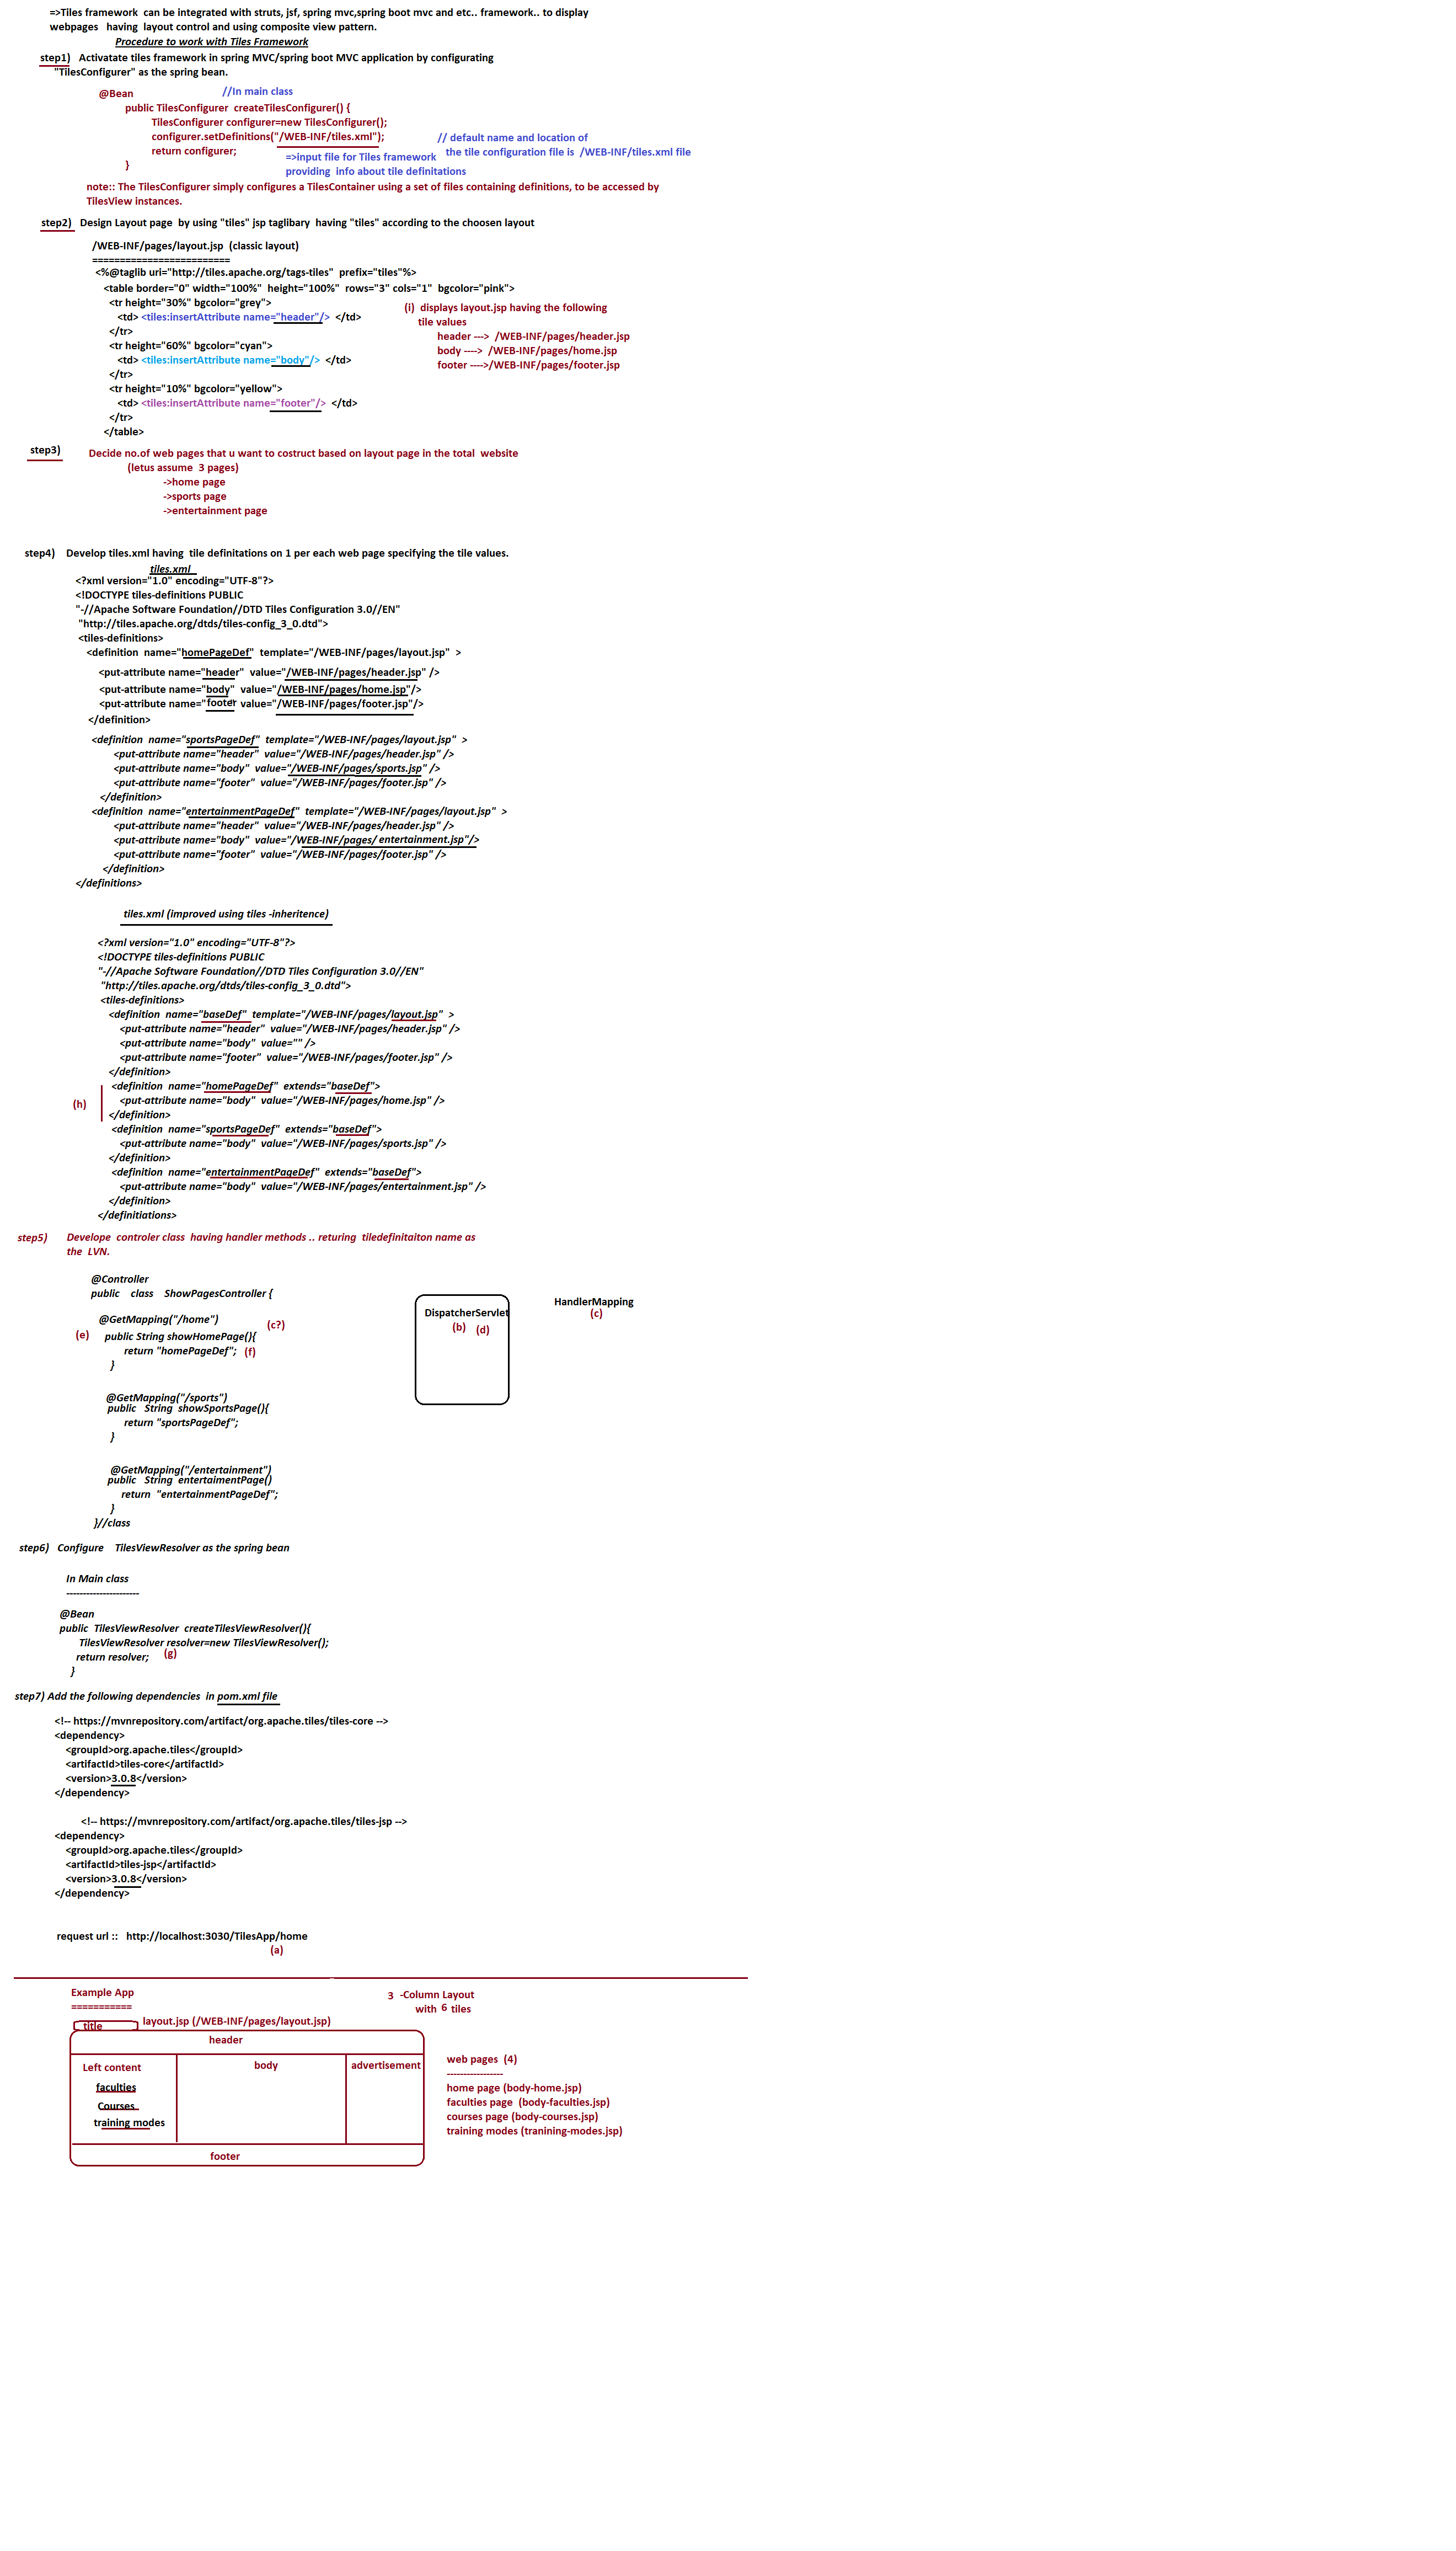 =>Tiles framework  can be integrated with struts, jsf, spring mvc,spring boot mvc and etc.. framework.. to display
webpages   having  layout control and using composite view pattern.
Procedure to work with Tiles Framework
step1)   Activatate tiles framework in spring MVC/spring boot MVC application by configurating
"TilesConfigurer" as the spring bean.
@Bean    //In main class
public TilesConfigurer  createTilesConfigurer() {
TilesConfigurer configurer=new TilesConfigurer();
configurer.setDefinitions("/WEB-INF/tiles.xml");    // default name and location of
return configurer;    the tile configuration file is  /WEB-INF/tiles.xml file
=>input file for Tiles framework
}
providing  info about tile definitations
note:: The TilesConfigurer simply configures a TilesContainer using a set of files containing definitions, to be accessed by
TilesView instances.
step2)   Design Layout page  by using "tiles" jsp taglibary  having "tiles" according to the choosen layout
/WEB-INF/pages/layout.jsp  (classic layout)
=========================
<%@taglib uri="http://tiles.apache.org/tags-tiles"  prefix="tiles"%>
<table border="0" width="100%"  height="100%"  rows="3" cols="1"  bgcolor="pink">
<tr height="30%" bgcolor="grey">    (i)  displays layout.jsp having the following
<td> <tiles:insertAttribute name="header"/>  </td>    tile values
</tr>    header --->  /WEB-INF/pages/header.jsp
<tr height="60%" bgcolor="cyan">    body ---->  /WEB-INF/pages/home.jsp
<td> <tiles:insertAttribute name="body"/>  </td>    footer ---->/WEB-INF/pages/footer.jsp
</tr>
<tr height="10%" bgcolor="yellow">
<td> <tiles:insertAttribute name="footer"/>  </td>
</tr>
</table>
step3)    Decide no.of web pages that u want to costruct based on layout page in the total  website
(letus assume  3 pages)
->home page
->sports page
->entertainment page
step4)    Develop tiles.xml having  tile definitations on 1 per each web page specifying the tile values.
tiles.xml
<?xml version="1.0" encoding="UTF-8"?>
<!DOCTYPE tiles-definitions PUBLIC
"-//Apache Software Foundation//DTD Tiles Configuration 3.0//EN"
"http://tiles.apache.org/dtds/tiles-config_3_0.dtd">
<tiles-definitions>
<definition  name="homePageDef"  template="/WEB-INF/pages/layout.jsp"  >
<put-attribute name="header"  value="/WEB-INF/pages/header.jsp" />
<put-attribute name="body"  value="/WEB-INF/pages/home.jsp"/>
<put-attribute name="footer" value="/WEB-INF/pages/footer.jsp"/>
</definition>
<definition  name="sportsPageDef"  template="/WEB-INF/pages/layout.jsp"  >
<put-attribute name="header"  value="/WEB-INF/pages/header.jsp" />
<put-attribute name="body"  value="/WEB-INF/pages/sports.jsp" />
<put-attribute name="footer"  value="/WEB-INF/pages/footer.jsp" />
</definition>
<definition  name="entertainmentPageDef"  template="/WEB-INF/pages/layout.jsp"  >
<put-attribute name="header"  value="/WEB-INF/pages/header.jsp" />
<put-attribute name="body"  value="/WEB-INF/pages/ entertainment.jsp"/>
<put-attribute name="footer"  value="/WEB-INF/pages/footer.jsp" />
</definition>
</definitions>
tiles.xml (improved using tiles -inheritence)
<?xml version="1.0" encoding="UTF-8"?>
<!DOCTYPE tiles-definitions PUBLIC
"-//Apache Software Foundation//DTD Tiles Configuration 3.0//EN"
"http://tiles.apache.org/dtds/tiles-config_3_0.dtd">
<tiles-definitions>
<definition  name="baseDef"  template="/WEB-INF/pages/layout.jsp"  >
<put-attribute name="header"  value="/WEB-INF/pages/header.jsp" />
<put-attribute name="body"  value="" />
<put-attribute name="footer"  value="/WEB-INF/pages/footer.jsp" />
</definition>
<definition  name="homePageDef"  extends="baseDef">
(h)    <put-attribute name="body"  value="/WEB-INF/pages/home.jsp" />
</definition>
<definition  name="sportsPageDef"  extends="baseDef">
<put-attribute name="body"  value="/WEB-INF/pages/sports.jsp" />
</definition>
<definition  name="entertainmentPageDef"  extends="baseDef">
<put-attribute name="body"  value="/WEB-INF/pages/entertainment.jsp" />
</definition>
</definitiations>
step5)    Develope  controler class  having handler methods .. returing  tiledefinitaiton name as
the  LVN.
@Controller
public    class    ShowPagesController {
DispatcherServlet    HandlerMapping
(b)   (d)    (c)
@GetMapping("/home")    (c?)
(e)    public String showHomePage(){
return "homePageDef";   (f)
}
@GetMapping("/sports")
public   String  showSportsPage(){
return "sportsPageDef";
}
@GetMapping("/entertainment")
public   String  entertaimentPage()
return  "entertainmentPageDef";
}
}//class
step6)   Configure    TilesViewResolver as the spring bean
In Main class
----------------------
@Bean
public  TilesViewResolver  createTilesViewResolver(){
TilesViewResolver resolver=new TilesViewResolver();
return resolver;    (g)
}
step7) Add the following dependencies  in pom.xml file
<!-- https://mvnrepository.com/artifact/org.apache.tiles/tiles-core -->
<dependency>
<groupId>org.apache.tiles</groupId>
<artifactId>tiles-core</artifactId>
<version>3.0.8</version>
</dependency>
<!-- https://mvnrepository.com/artifact/org.apache.tiles/tiles-jsp -->
<dependency>
<groupId>org.apache.tiles</groupId>
<artifactId>tiles-jsp</artifactId>
<version>3.0.8</version>
</dependency>
request url ::   http://localhost:3030/TilesApp/home
(a)
Example App    3  -Column Layout
===========    with  6  tiles
title    layout.jsp (/WEB-INF/pages/layout.jsp)
header
Left content    body    advertisement
faculties
Courses
training modes
footer
web pages  (4)
-----------------
home page (body-home.jsp)
faculties page  (body-faculties.jsp)
courses page (body-courses.jsp)
training modes (tranining-modes.jsp)